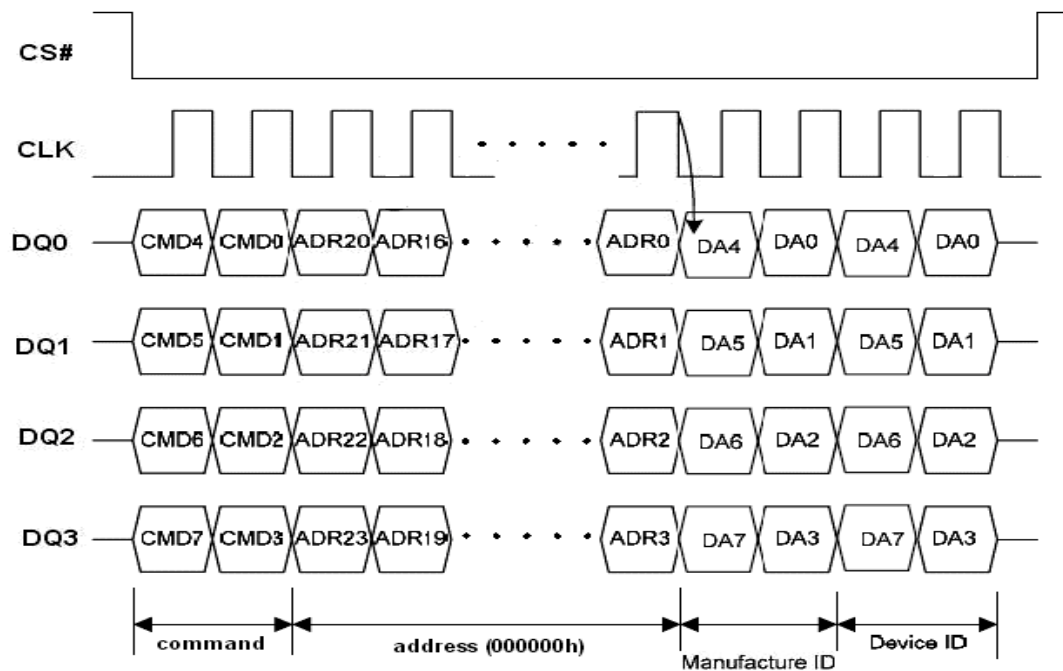 CS#
CLK
DQ0 CMD4 CMD0 ADR20 ADR16 ADR0 DA4 DA0 DA4 DA0
DQ1 CMD5 CMD1 ADR21 ADR17 ADR1 DA5 DA1 DA5 DA1
DQ2 CMD6 CMD2 ADR22 ADR18 ADR2 DA6 DA2 DA6 DA2
DQ3 CMD7 CMD3 ADR23 ADR19 ADR3 DA7 DA3 DA7 DA3
command address (000000h) Manufacture ID Device ID